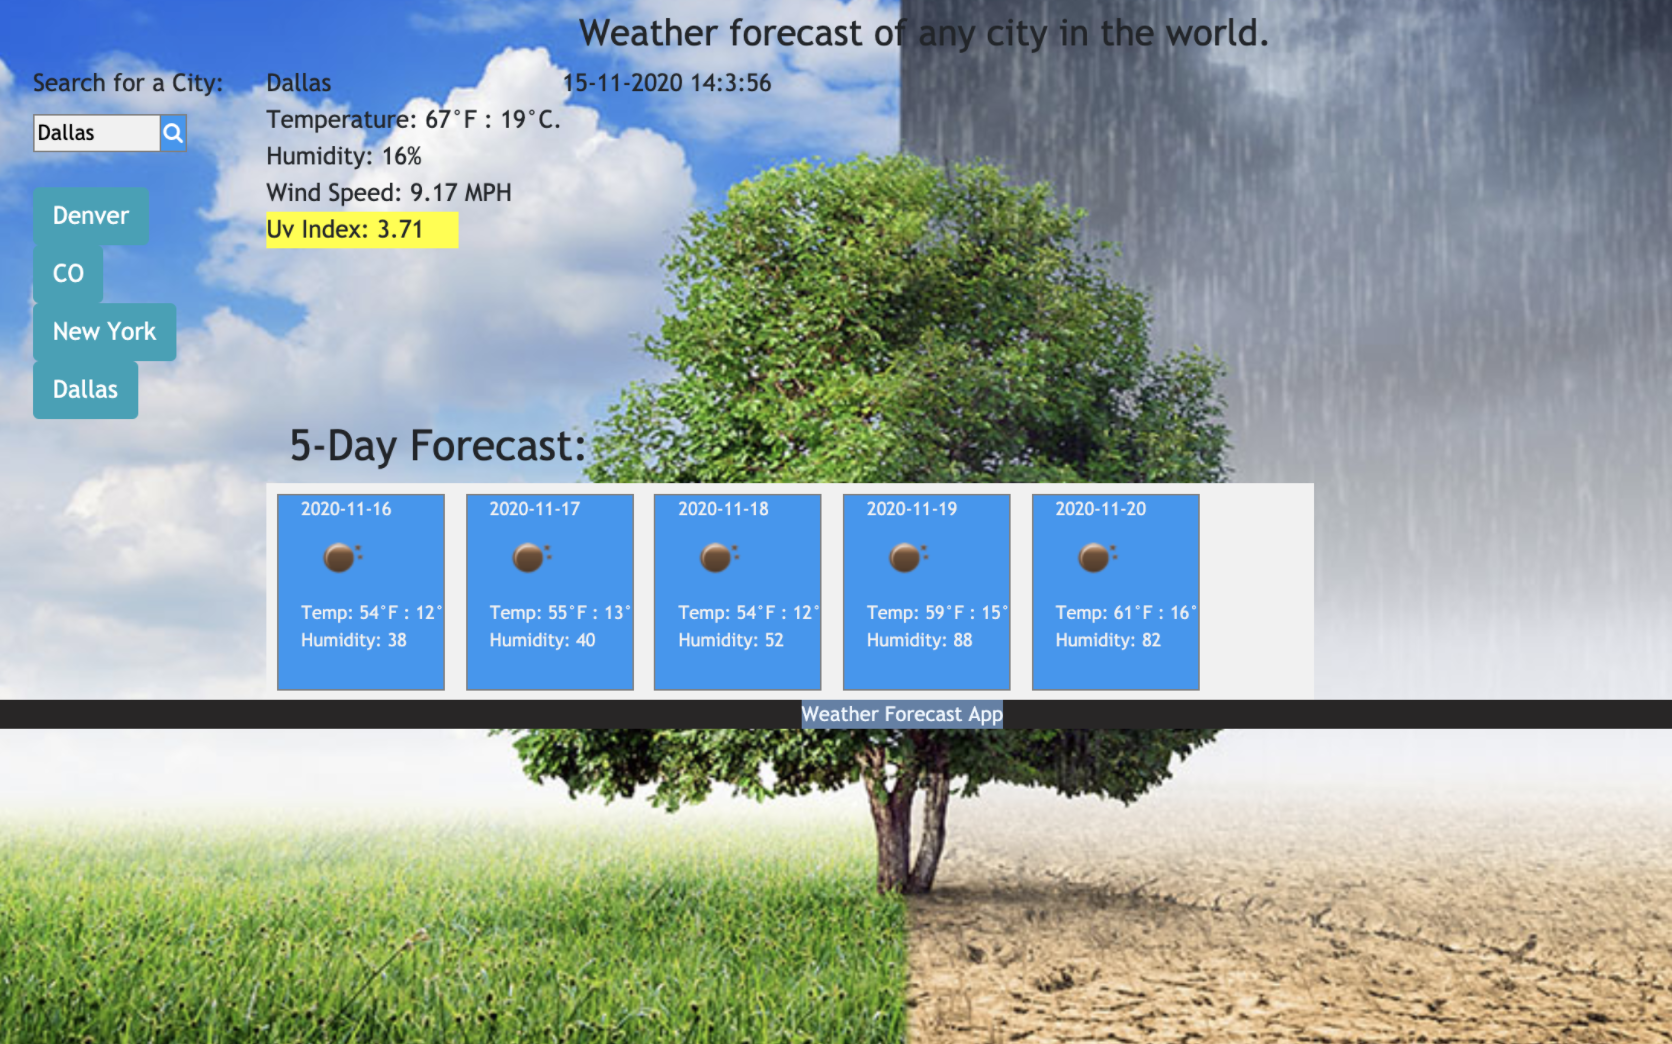 Weather forecast of any city in the world.
Search for a City:
Dallas
Denver
CO
New York
Dallas
Dallas
15-11-2020 14:3:56
Temperature: 67°F : 19°C.
Humidity: 16%
Wind Speed: 9.17 MPH
Uv Index: 3.71
5-Day Forecast:
2020-11-16
Temp: 54°F : 12°
Humidity: 38
2020-11-17
Temp: 55°F : 13°
Humidity: 40
2020-11-18
Temp: 54°F : 12°
Humidity: 52
2020-11-19
Temp: 59°F : 15°
Humidity: 88
2020-11-20
Temp: 61°F : 16°
Humidity: 82
Weather Forecast App